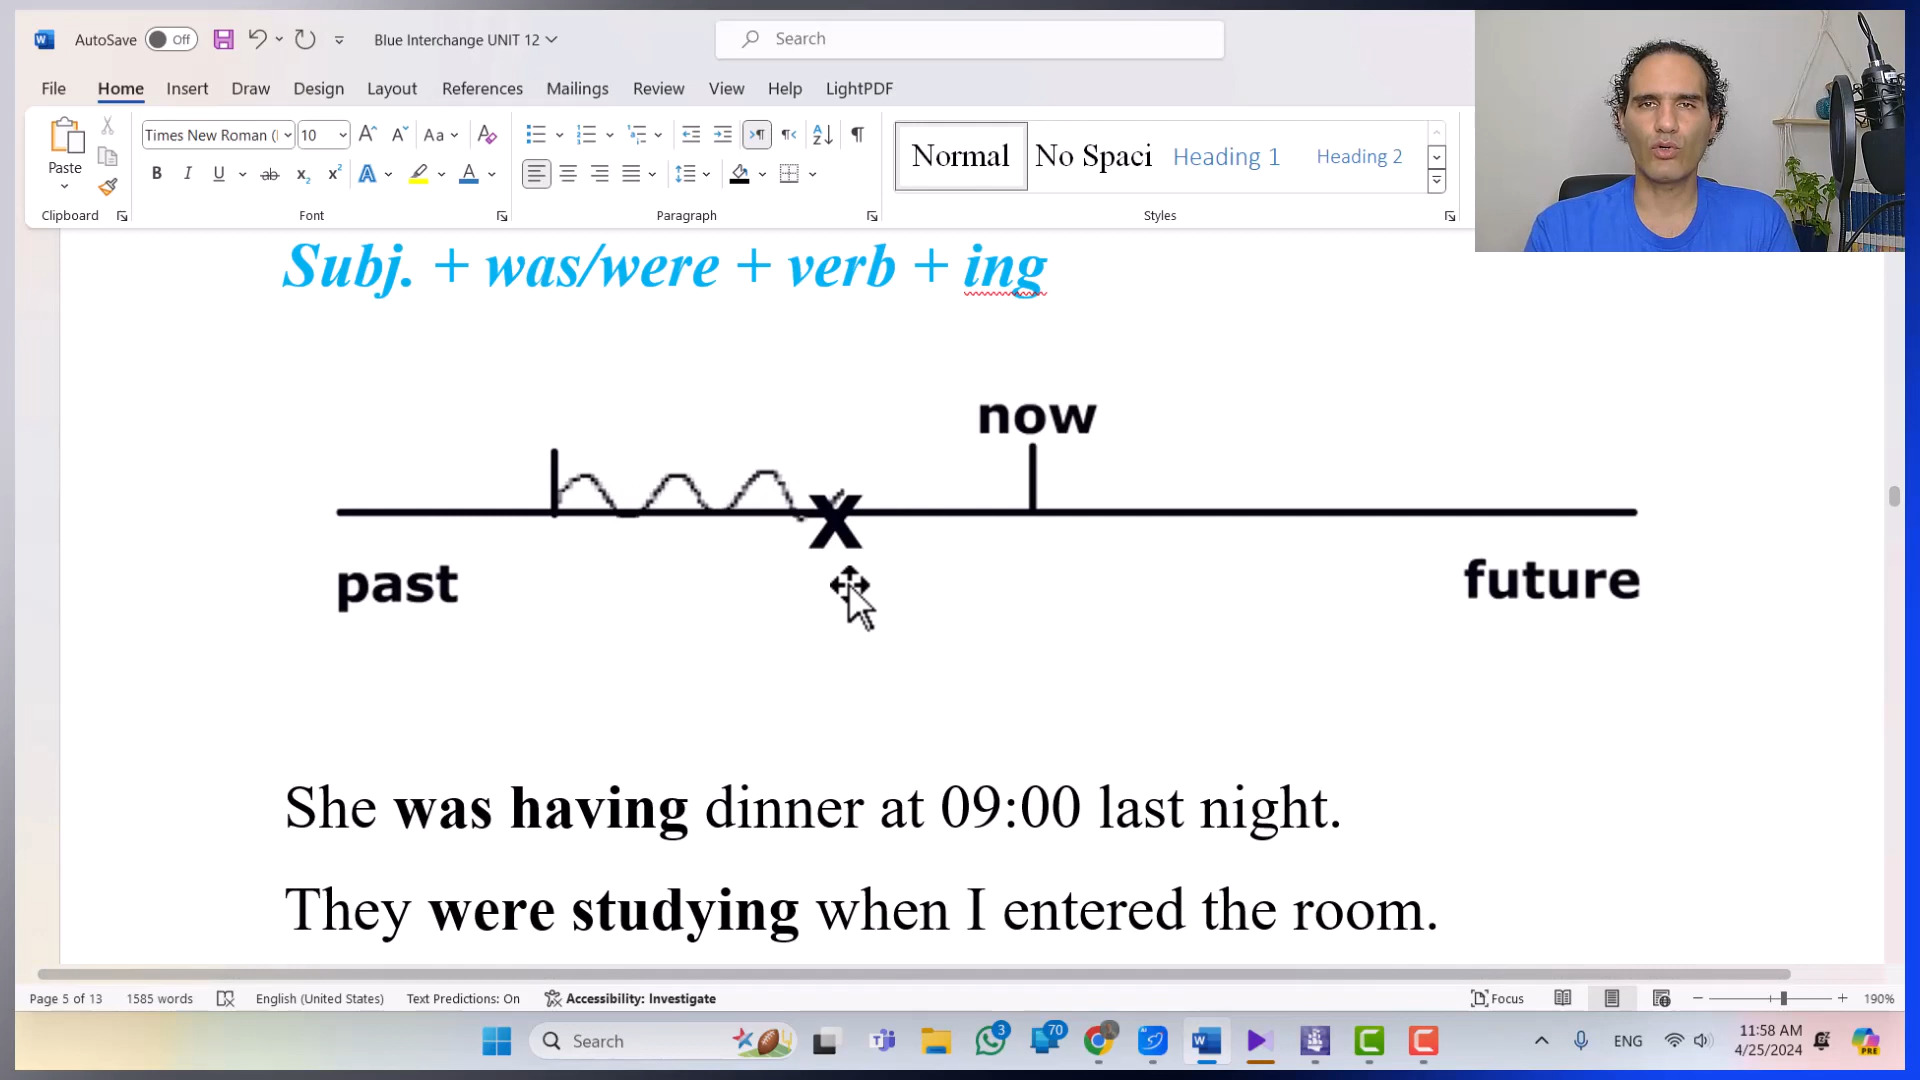 AutoSave Off Blue Interchange UNIT 12 Search
File Home Insert Draw Design Layout References Mailings Review View Help LightPDF
Paste Times New Roman ( 10 Aa Normal No Spaci Heading 1 Heading 2
Clipboard Font Paragraph Styles
Subj. + was/were + verb + ing
now
X
past future
She was having dinner at 09:00 last night.
They were studying when I entered the room.
Page 5 of 13 1585 words English (United States) Text Predictions: On Accessibility: Investigate Focus 190%
Search 3 70 ENG 11:58 AM
4/25/2024
PRE